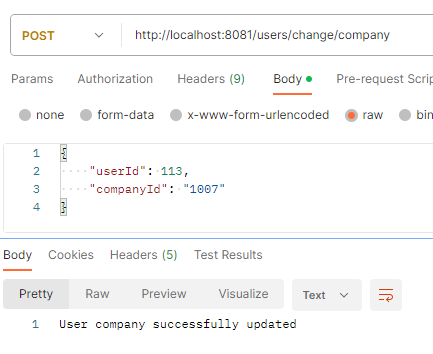 POST http://localhost:8081/users/change/company
Params Authorization Headers (9) Body Pre-request Scrip
none form-data x-www-form-urlencoded raw bin
1 {
2 "userId": 113,
3 "companyId": "1007"
4 }
Body Cookies Headers (5) Test Results
Pretty Raw Preview Visualize Text
1 User company successfully updated